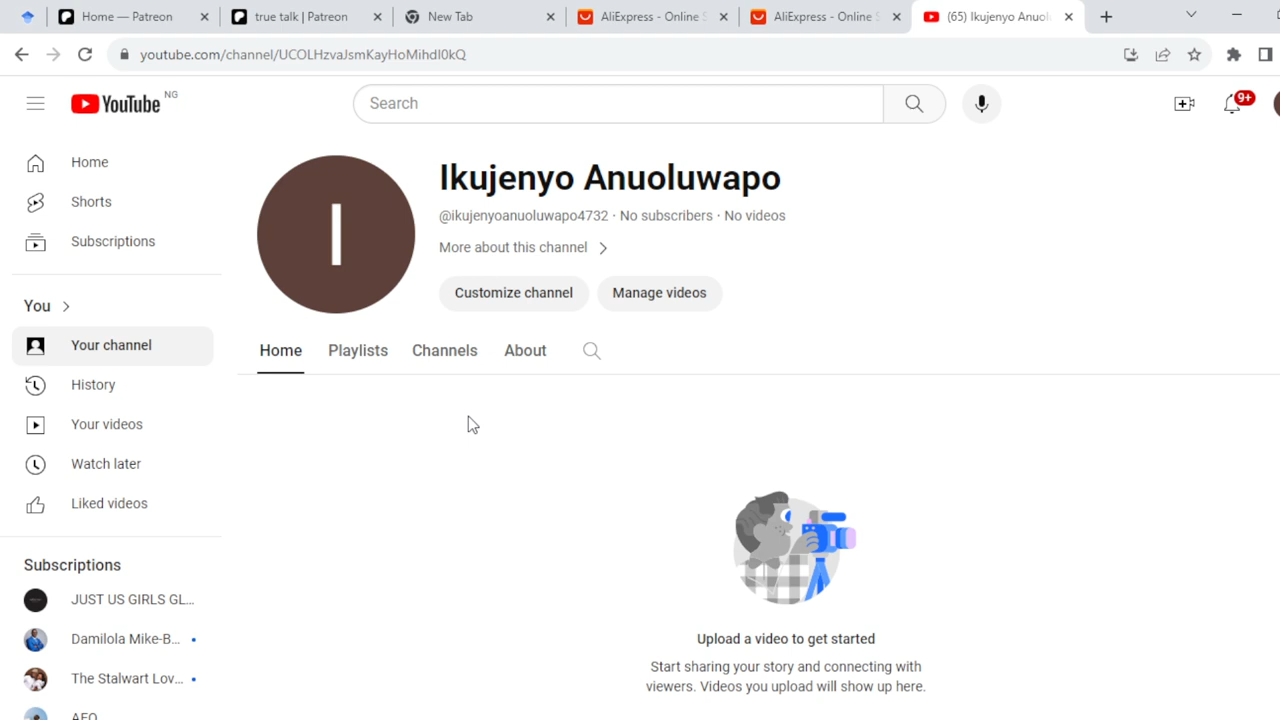 Home — Patreon
true talk | Patreon
New Tab
AliExpress - Online S
AliExpress - Online S
(65) Ikujenyo Anuol
youtube.com/channel/UCOLHzvaJsmKayHoMihdI0kQ
YouTube NG
Search
9+
Home
Shorts
Subscriptions
You
Your channel
History
Your videos
Watch later
Liked videos
Subscriptions
JUST US GIRLS GL...
Damilola Mike-B...
The Stalwart Lov...
I
Ikujenyo Anuoluwapo
@ikujenyoanuoluwapo4732 · No subscribers · No videos
More about this channel
Customize channel
Manage videos
Home
Playlists
Channels
About
Upload a video to get started
Start sharing your story and connecting with
viewers. Videos you upload will show up here.